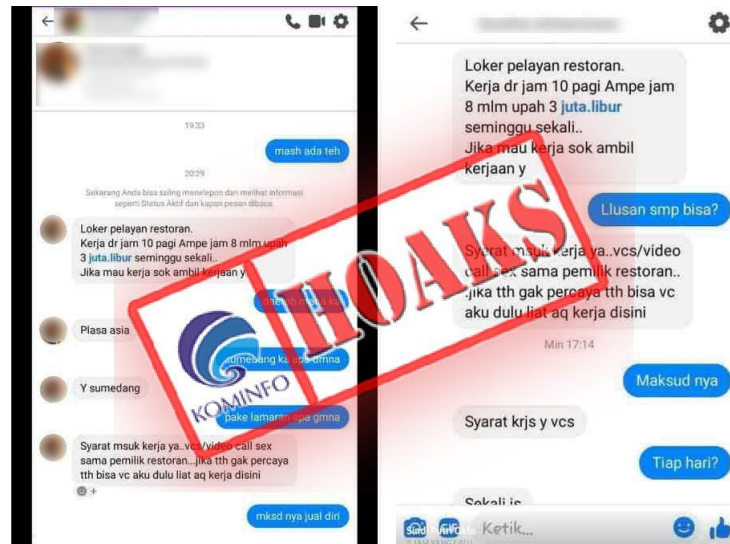 19:33
mash ada teh
20:29
Sekarang Anda bisa saling menelepon dan melihat informasi
seperti Status Aktif dan kapan pesan dibaca.
Loker pelayan restoran.
Kerja dr jam 10 pagi Ampe jam 8 mlm upah
3 juta.libur seminggu sekali..
Jika mau kerja sok ambil kerjaan y
Plasa asia
sumedang ka
Y sumedang
pake lamaran apa gmna
Syarat msuk kerja ya..vcs/video call sex
sama pemilik restoran...jika tth gak percaya
tth bisa vc aku dulu liat aq kerja disini
mksd nya jual diri
KOMINFO
HOAKS
Loker pelayan restoran.
Kerja dr jam 10 pagi Ampe jam
8 mlm upah 3 juta.libur
seminggu sekali..
Jika mau kerja sok ambil
kerjaan y
Llusan smp bisa?
Syarat msuk kerja ya..vcs/video
call sex sama pemilik restoran..
.jika tth gak percaya tth bisa vc
aku dulu liat aq kerja disini
Min 17:14
Maksud nya
Syarat krjs y vcs
Tiap hari?
Sekali is
GIF
Ketik...